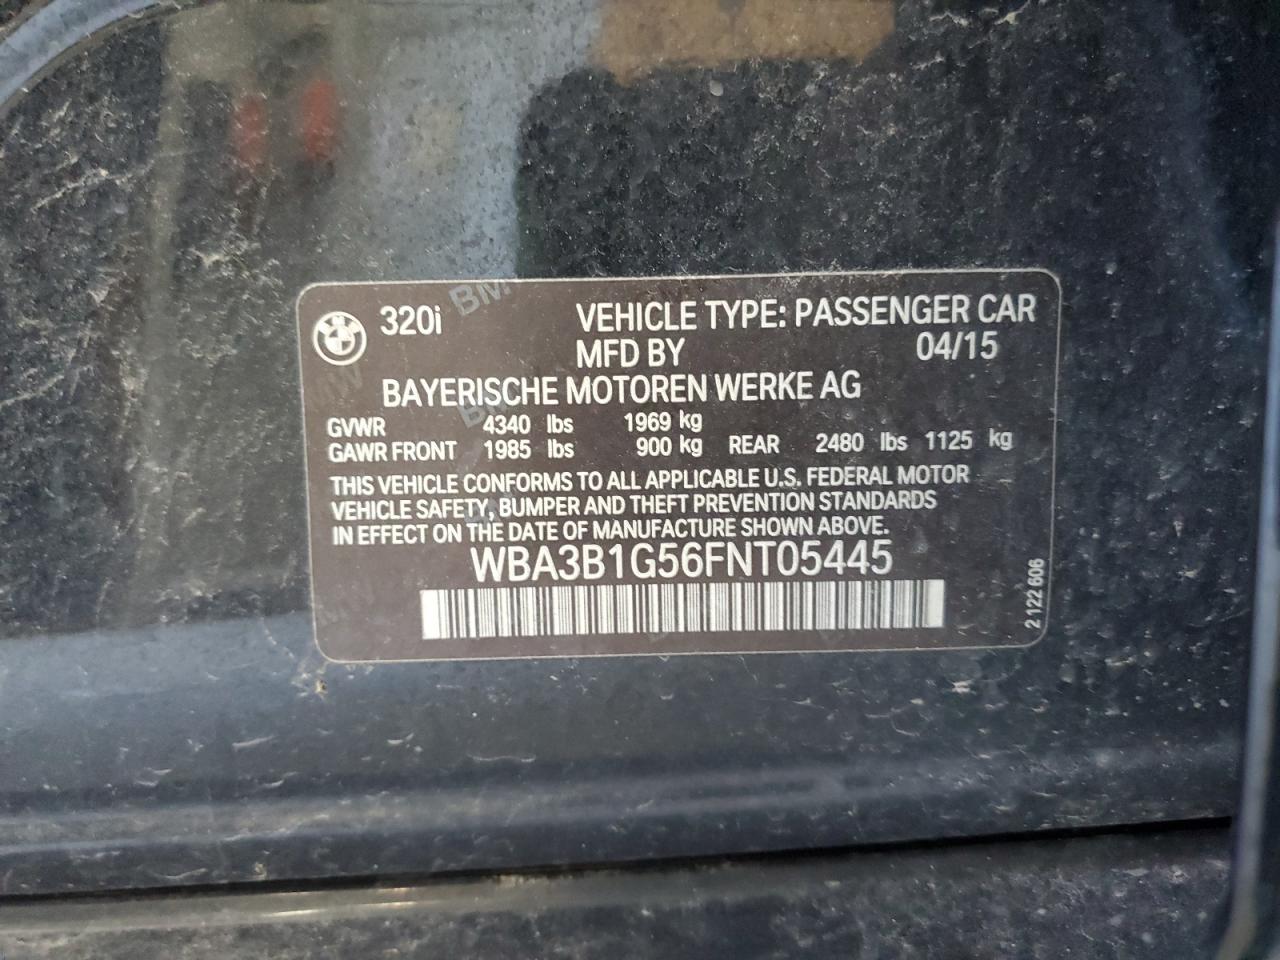 320i VEHICLE TYPE: PASSENGER CAR
MFD BY 04/15
BAYERISCHE MOTOREN WERKE AG
GVWR 4340 lbs 1969 kg
GAWR FRONT 1985 lbs 900 kg REAR 2480 lbs 1125 kg
THIS VEHICLE CONFORMS TO ALL APPLICABLE U.S. FEDERAL MOTOR
VEHICLE SAFETY, BUMPER AND THEFT PREVENTION STANDARDS
IN EFFECT ON THE DATE OF MANUFACTURE SHOWN ABOVE.
WBA3B1G56FNT05445
2 122 606